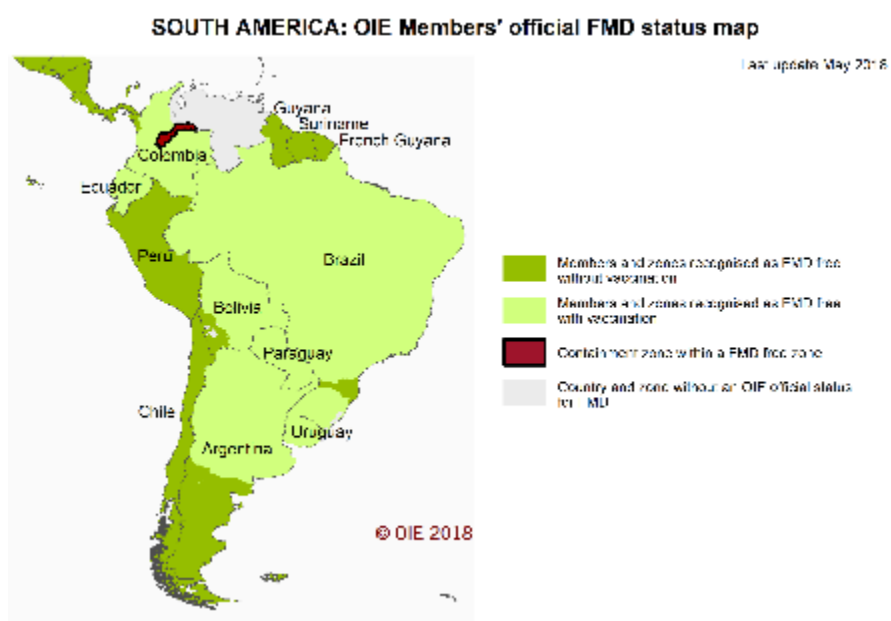 SOUTH AMERICA: OIE Members' official FMD status map
Last update May 2018
Guyana
Suriname
French Guyana
Colombia
Ecuador
Peru
Brazil
Bolivia
Paraguay
Chile
Uruguay
Argentina
© OIE 2018
Members and zones recognised as FMD free
without vaccination
Members and zones recognised as FMD free
with vaccination
Containment zone within a FMD free zone
Country and zone without an OIE official status
for FMD